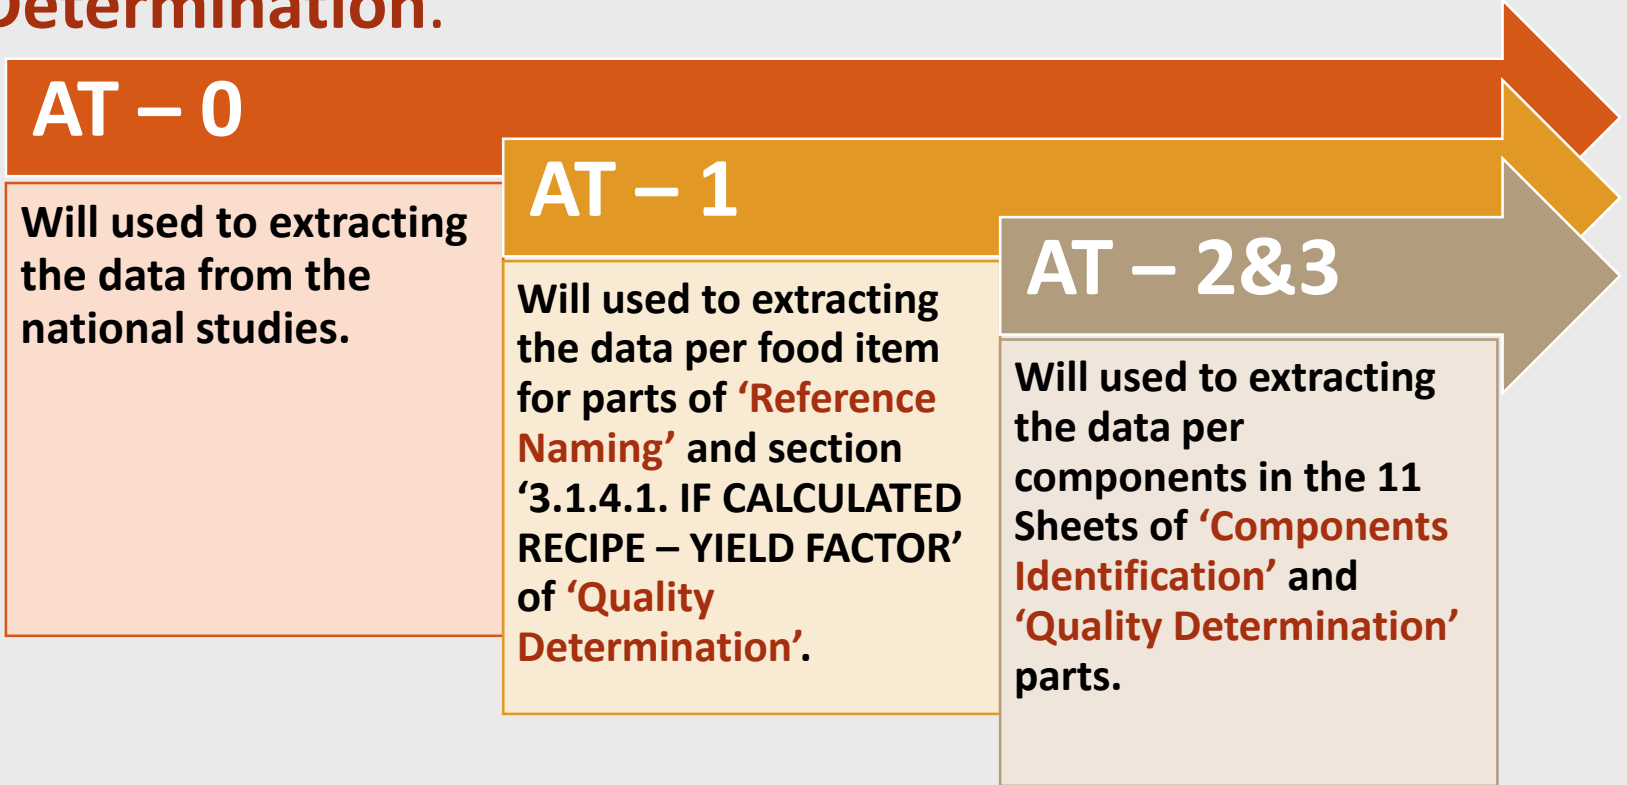 Determination.
AT – 0
Will used to extracting
the data from the
national studies.
AT – 1
Will used to extracting
the data per food item
for parts of ‘Reference
Naming’ and section
‘3.1.4.1. IF CALCULATED
RECIPE – YIELD FACTOR’
of ‘Quality
Determination’.
AT – 2&3
Will used to extracting
the data per
components in the 11
Sheets of ‘Components
Identification’ and
‘Quality Determination’
parts.